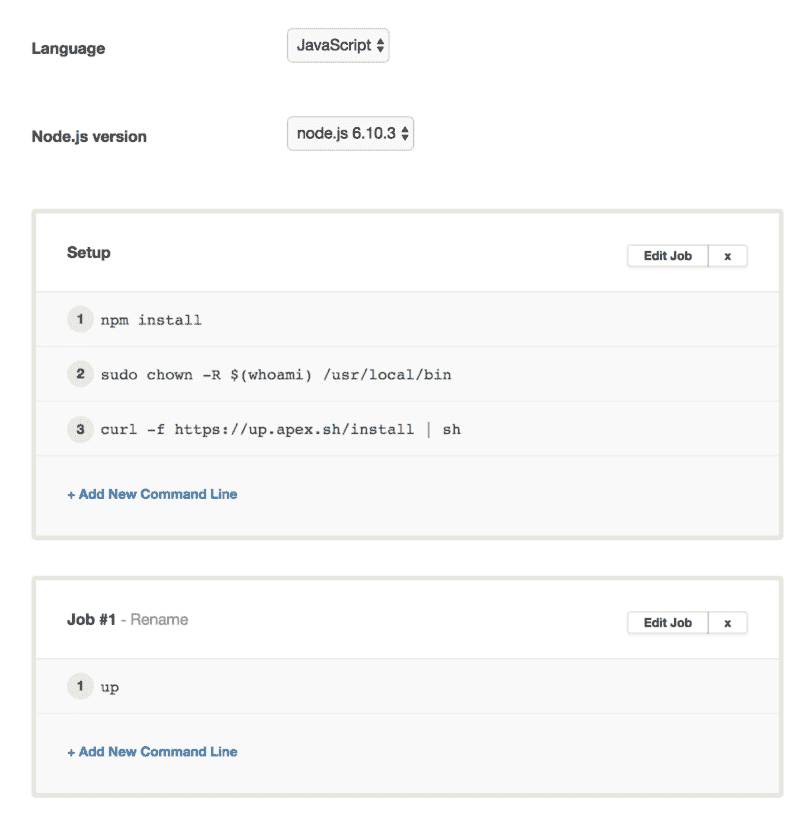 Language
JavaScript
Node.js version
node.js 6.10.3
Setup
Edit Job
x
1 npm install
2 sudo chown -R $(whoami) /usr/local/bin
3 curl -f https://up.apex.sh/install | sh
+ Add New Command Line
Job #1 - Rename
Edit Job
x
1 up
+ Add New Command Line